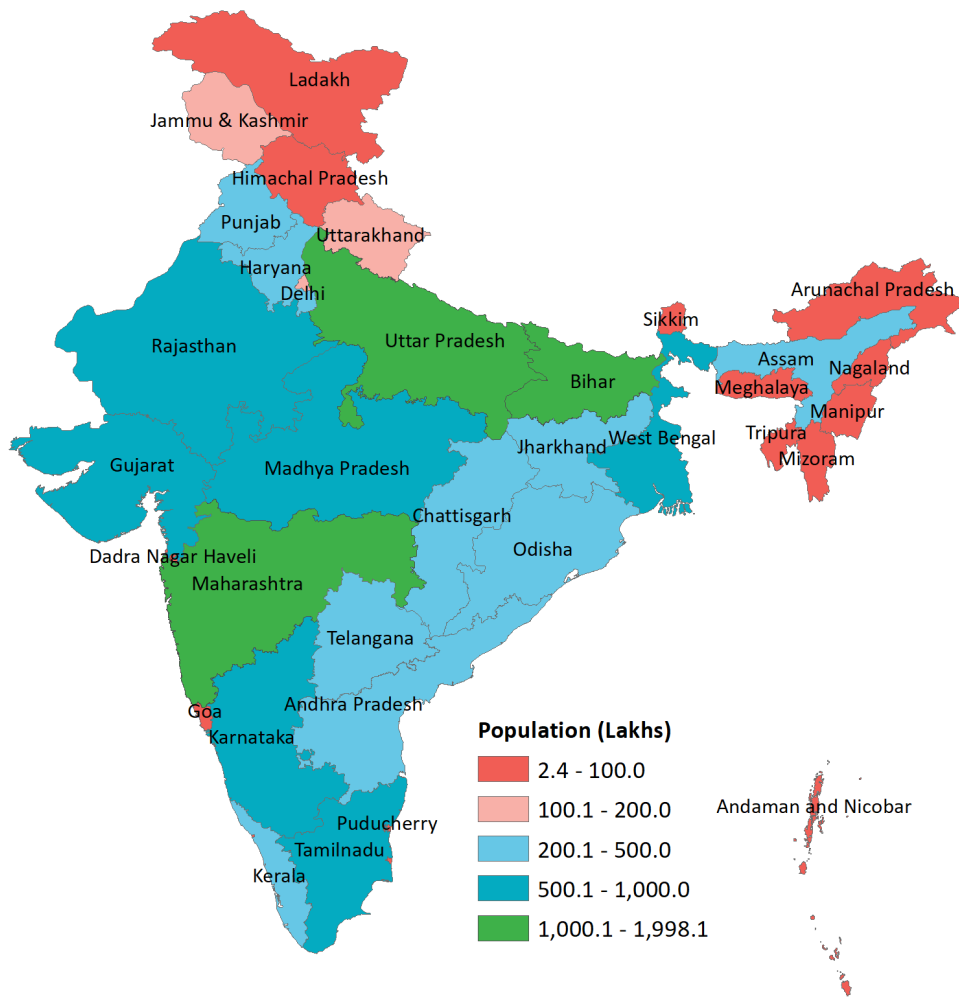 Ladakh
Jammu & Kashmir
Himachal Pradesh
Punjab
Uttarakhand
Haryana
Delhi
Arunachal Pradesh
Sikkim
Uttar Pradesh
Rajasthan
Assam
Nagaland
Bihar
Meghalaya
Manipur
Tripura
West Bengal
Jharkhand
Mizoram
Gujarat
Madhya Pradesh
Chattisgarh
Odisha
Dadra Nagar Haveli
Maharashtra
Telangana
Andhra Pradesh
Goa
Karnataka
Puducherry
Tamilnadu
Kerala
Andaman and Nicobar
Population (Lakhs)
2.4 - 100.0
100.1 - 200.0
200.1 - 500.0
500.1 - 1,000.0
1,000.1 - 1,998.1